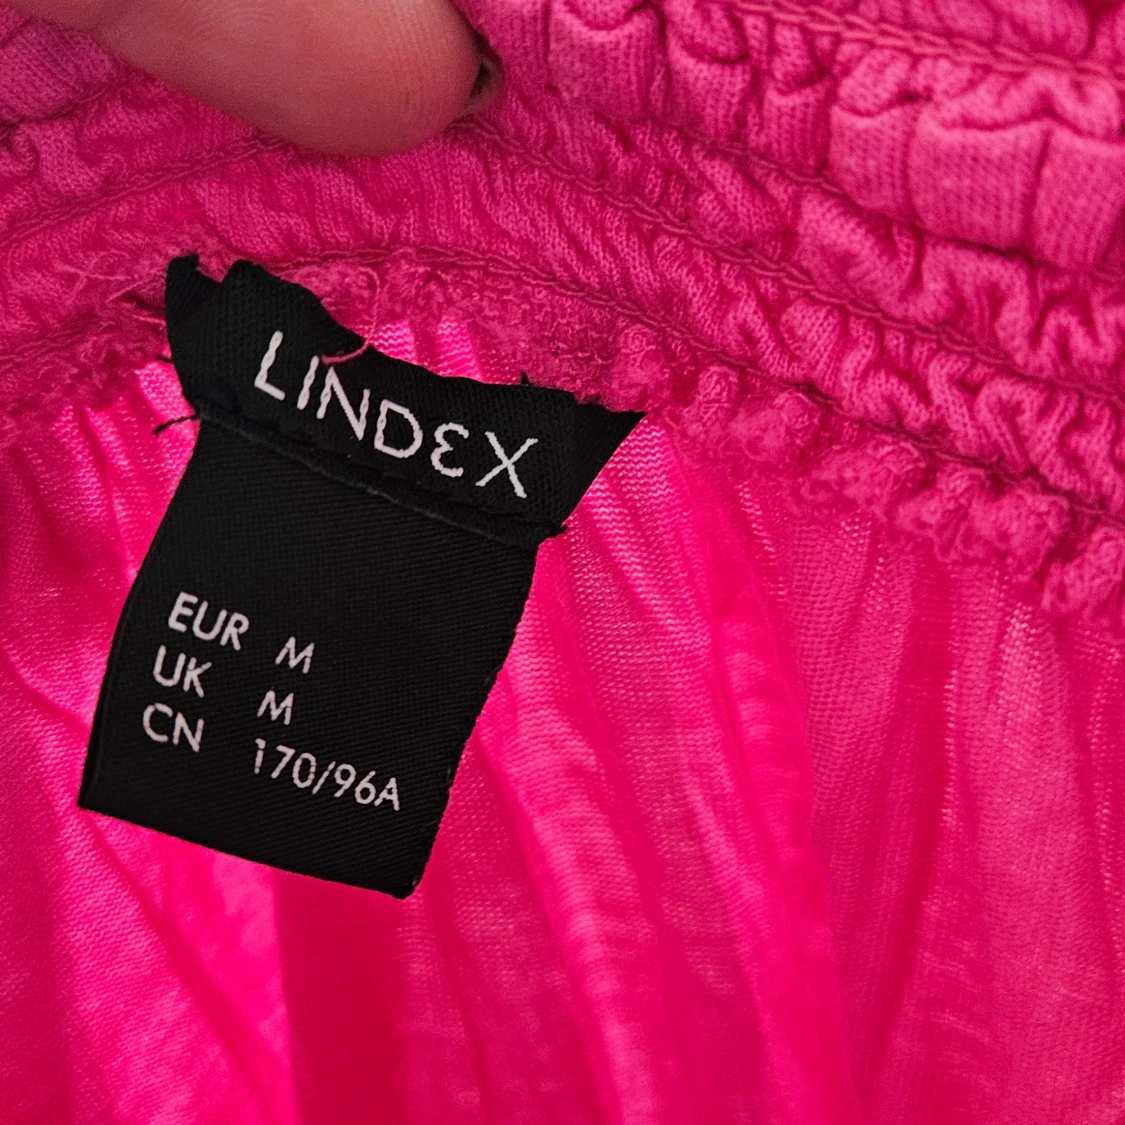 LINDEX
EUR M
UK M
CN 170/96A